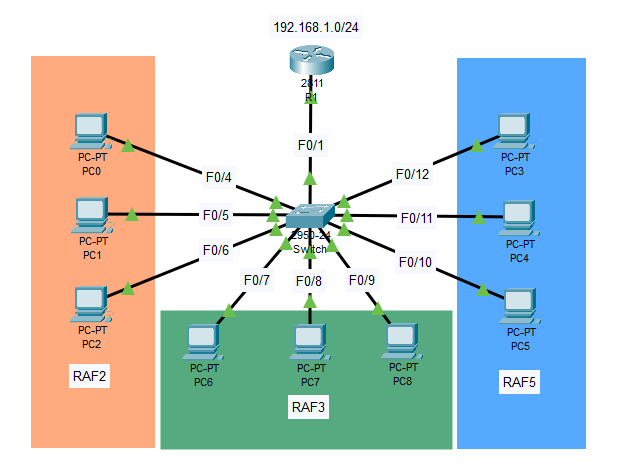 192.168.1.0/24
2811
R1
F0/1
PC-PT
PC0
F0/4
F0/12
PC-PT
PC3
PC-PT
PC1
F0/5
2950-24
Switch
F0/11
PC-PT
PC4
F0/6
F0/10
PC-PT
PC2
F0/7
F0/8
F0/9
PC-PT
PC5
PC-PT
PC6
PC-PT
PC7
PC-PT
PC8
RAF2
RAF3
RAF5